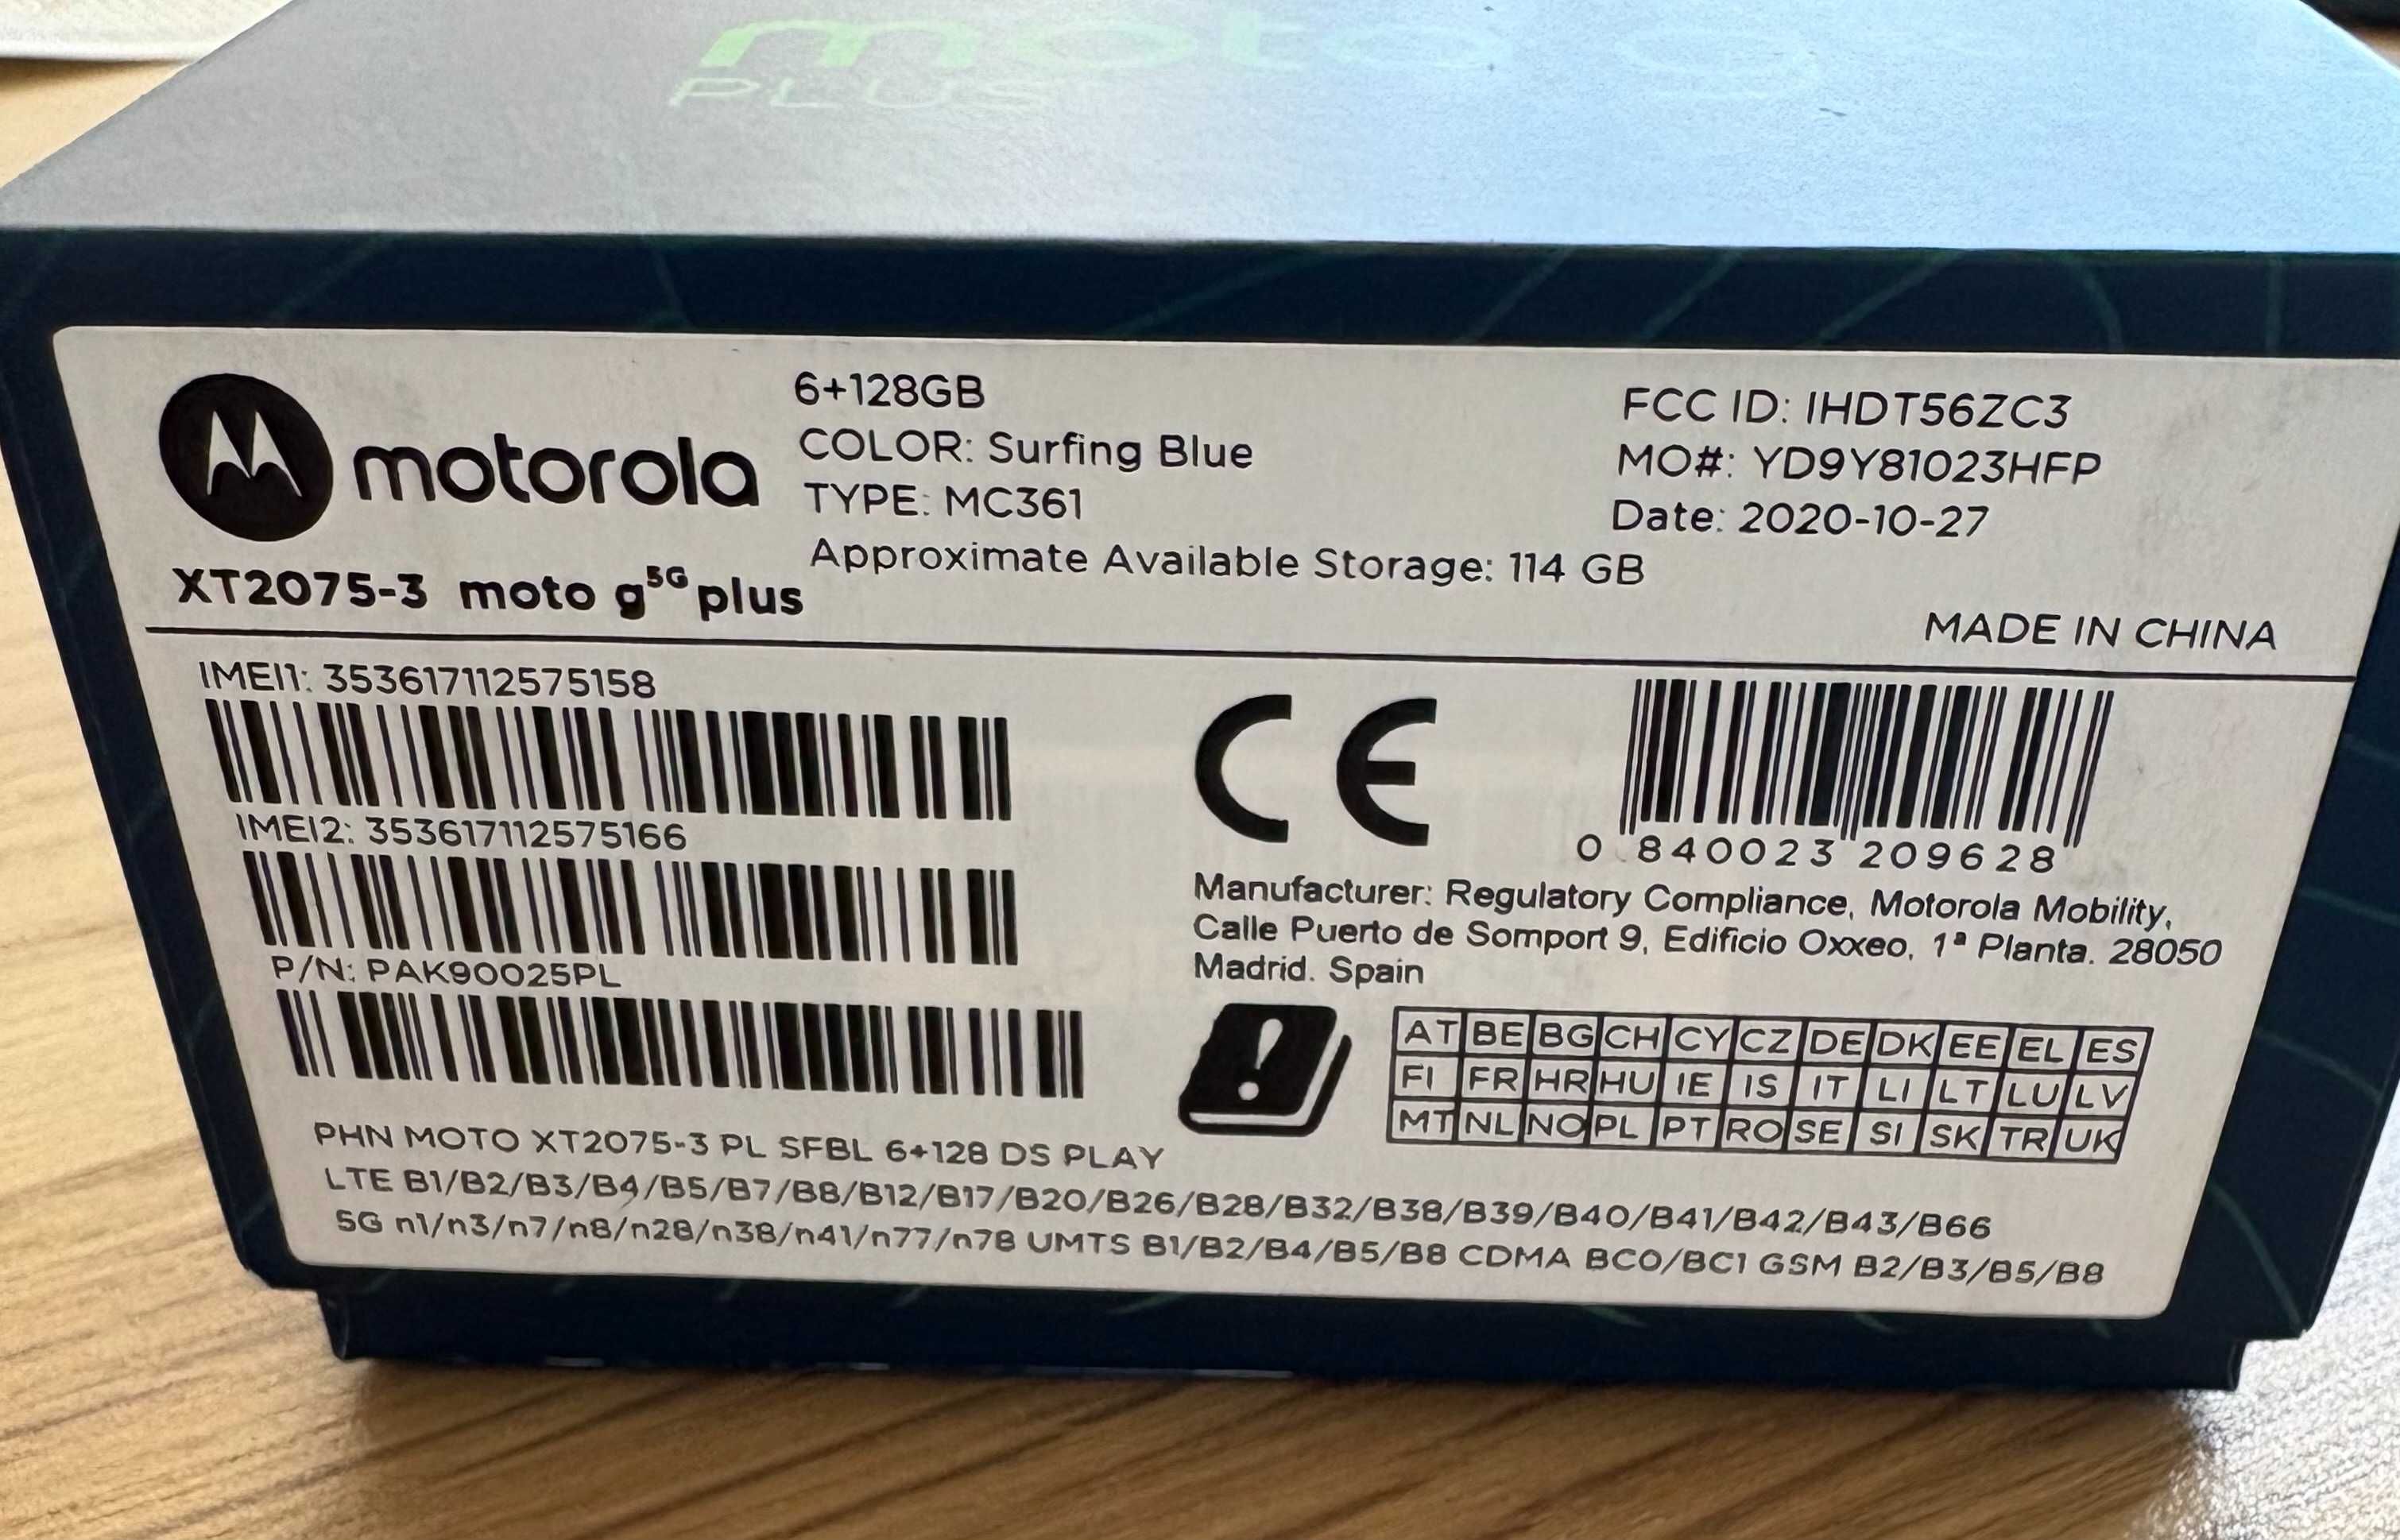 moto g
PLUS
motorola
XT2075-3 moto g 5G plus
6+128GB
COLOR: Surfing Blue
TYPE: MC361
Approximate Available Storage: 114 GB
FCC ID: IHDT56ZC3
MO#: YD9Y81023HFP
Date: 2020-10-27
MADE IN CHINA
IMEI1: 353617112575158
IMEI2: 353617112575166
P/N: PAK90025PL
CE
0 840023 209628
Manufacturer: Regulatory Compliance, Motorola Mobility,
Calle Puerto de Somport 9, Edificio Oxxeo, 1ª Planta. 28050
Madrid. Spain
AT BE BG CH CY CZ DE DK EE EL ES
FI FR HR HU IE IS IT LI LT LU LV
MT NL NO PL PT RO SE SI SK TR UK
PHN MOTO XT2075-3 PL SFBL 6+128 DS PLAY
LTE B1/B2/B3/B4/B5/B7/B8/B12/B17/B20/B26/B28/B32/B38/B39/B40/B41/B42/B43/B66
5G n1/n3/n7/n8/n28/n38/n41/n77/n78 UMTS B1/B2/B4/B5/B8 CDMA BC0/BC1 GSM B2/B3/B5/B8